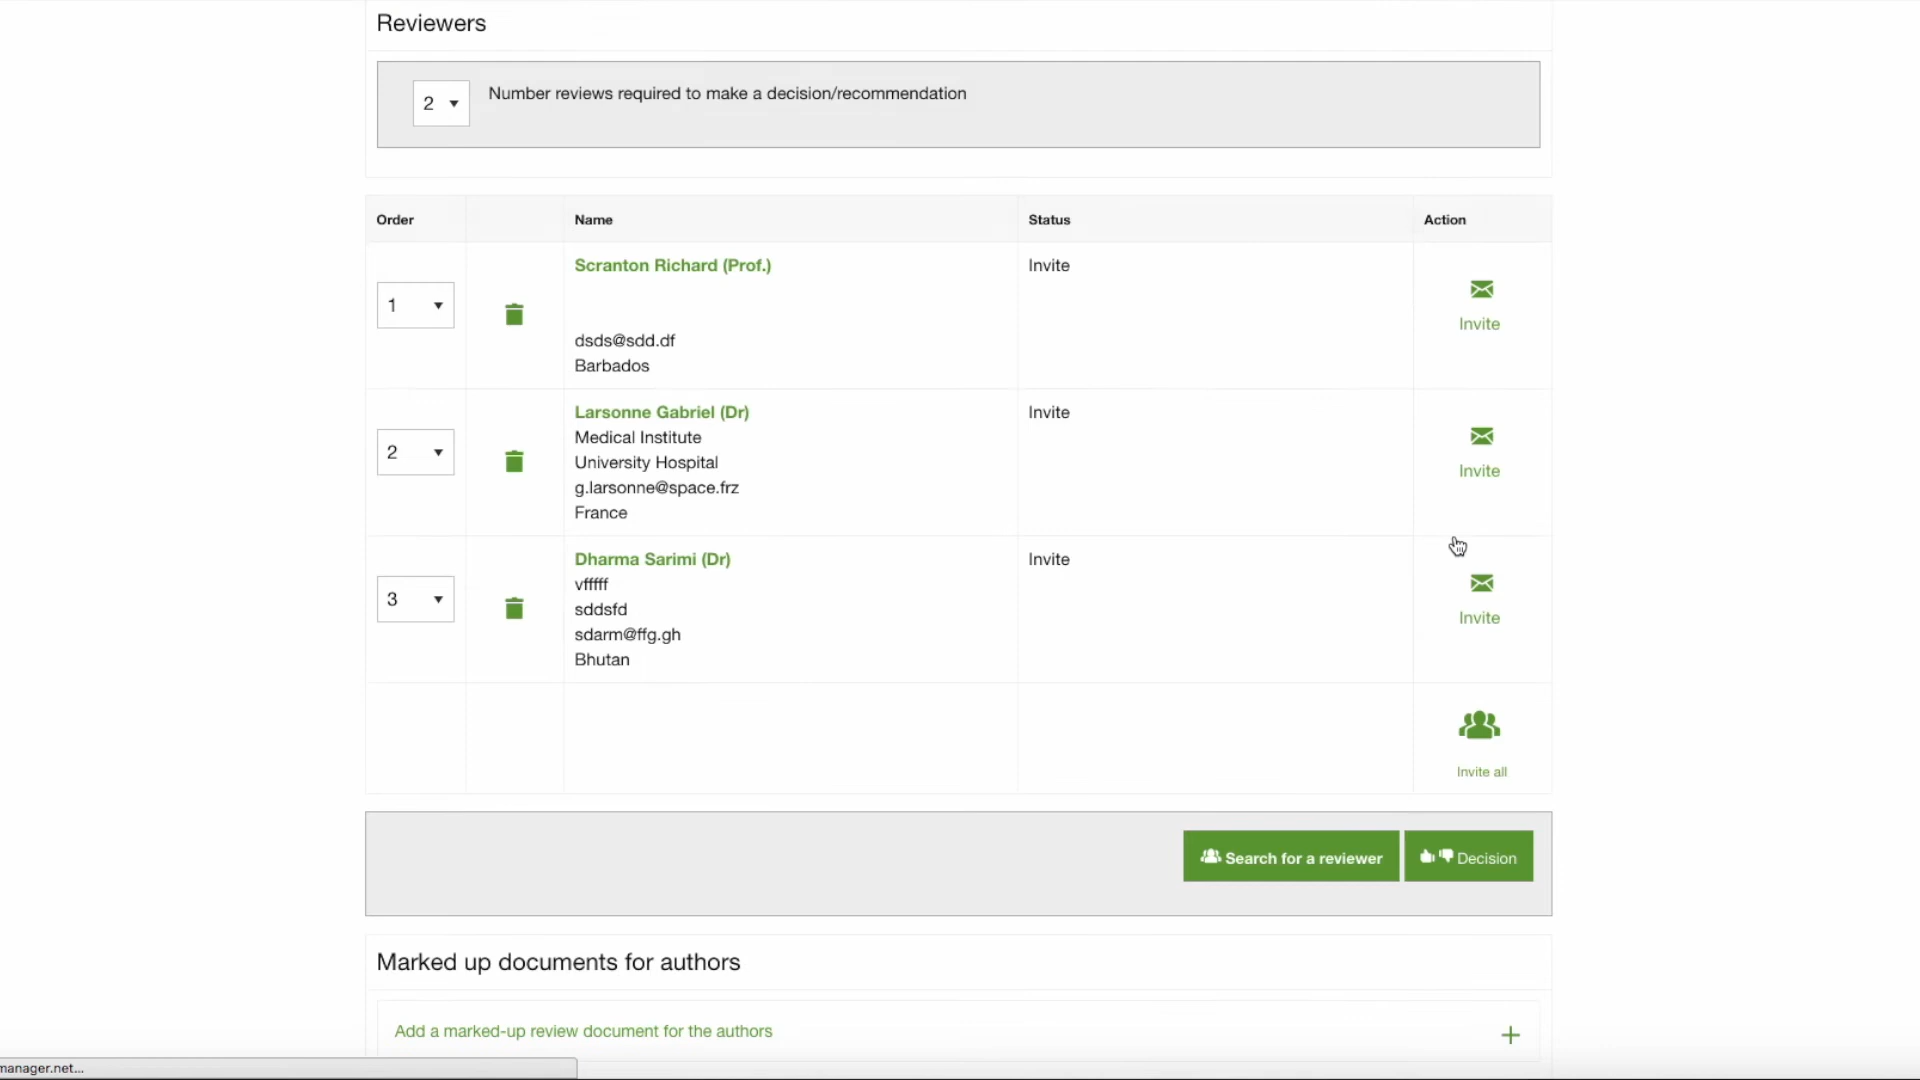 Reviewers
2
Number reviews required to make a decision/recommendation
Order
Name
Status
Action
1
Scranton Richard (Prof.)
dsds@sdd.df
Barbados
Invite
Invite
2
Larsonne Gabriel (Dr)
Medical Institute
University Hospital
g.larsonne@space.frz
France
Invite
Invite
3
Dharma Sarimi (Dr)
vfffff
sddsfd
sdarm@ffg.gh
Bhutan
Invite
Invite
Invite all
Search for a reviewer
Decision
Marked up documents for authors
Add a marked-up review document for the authors
manager.net...